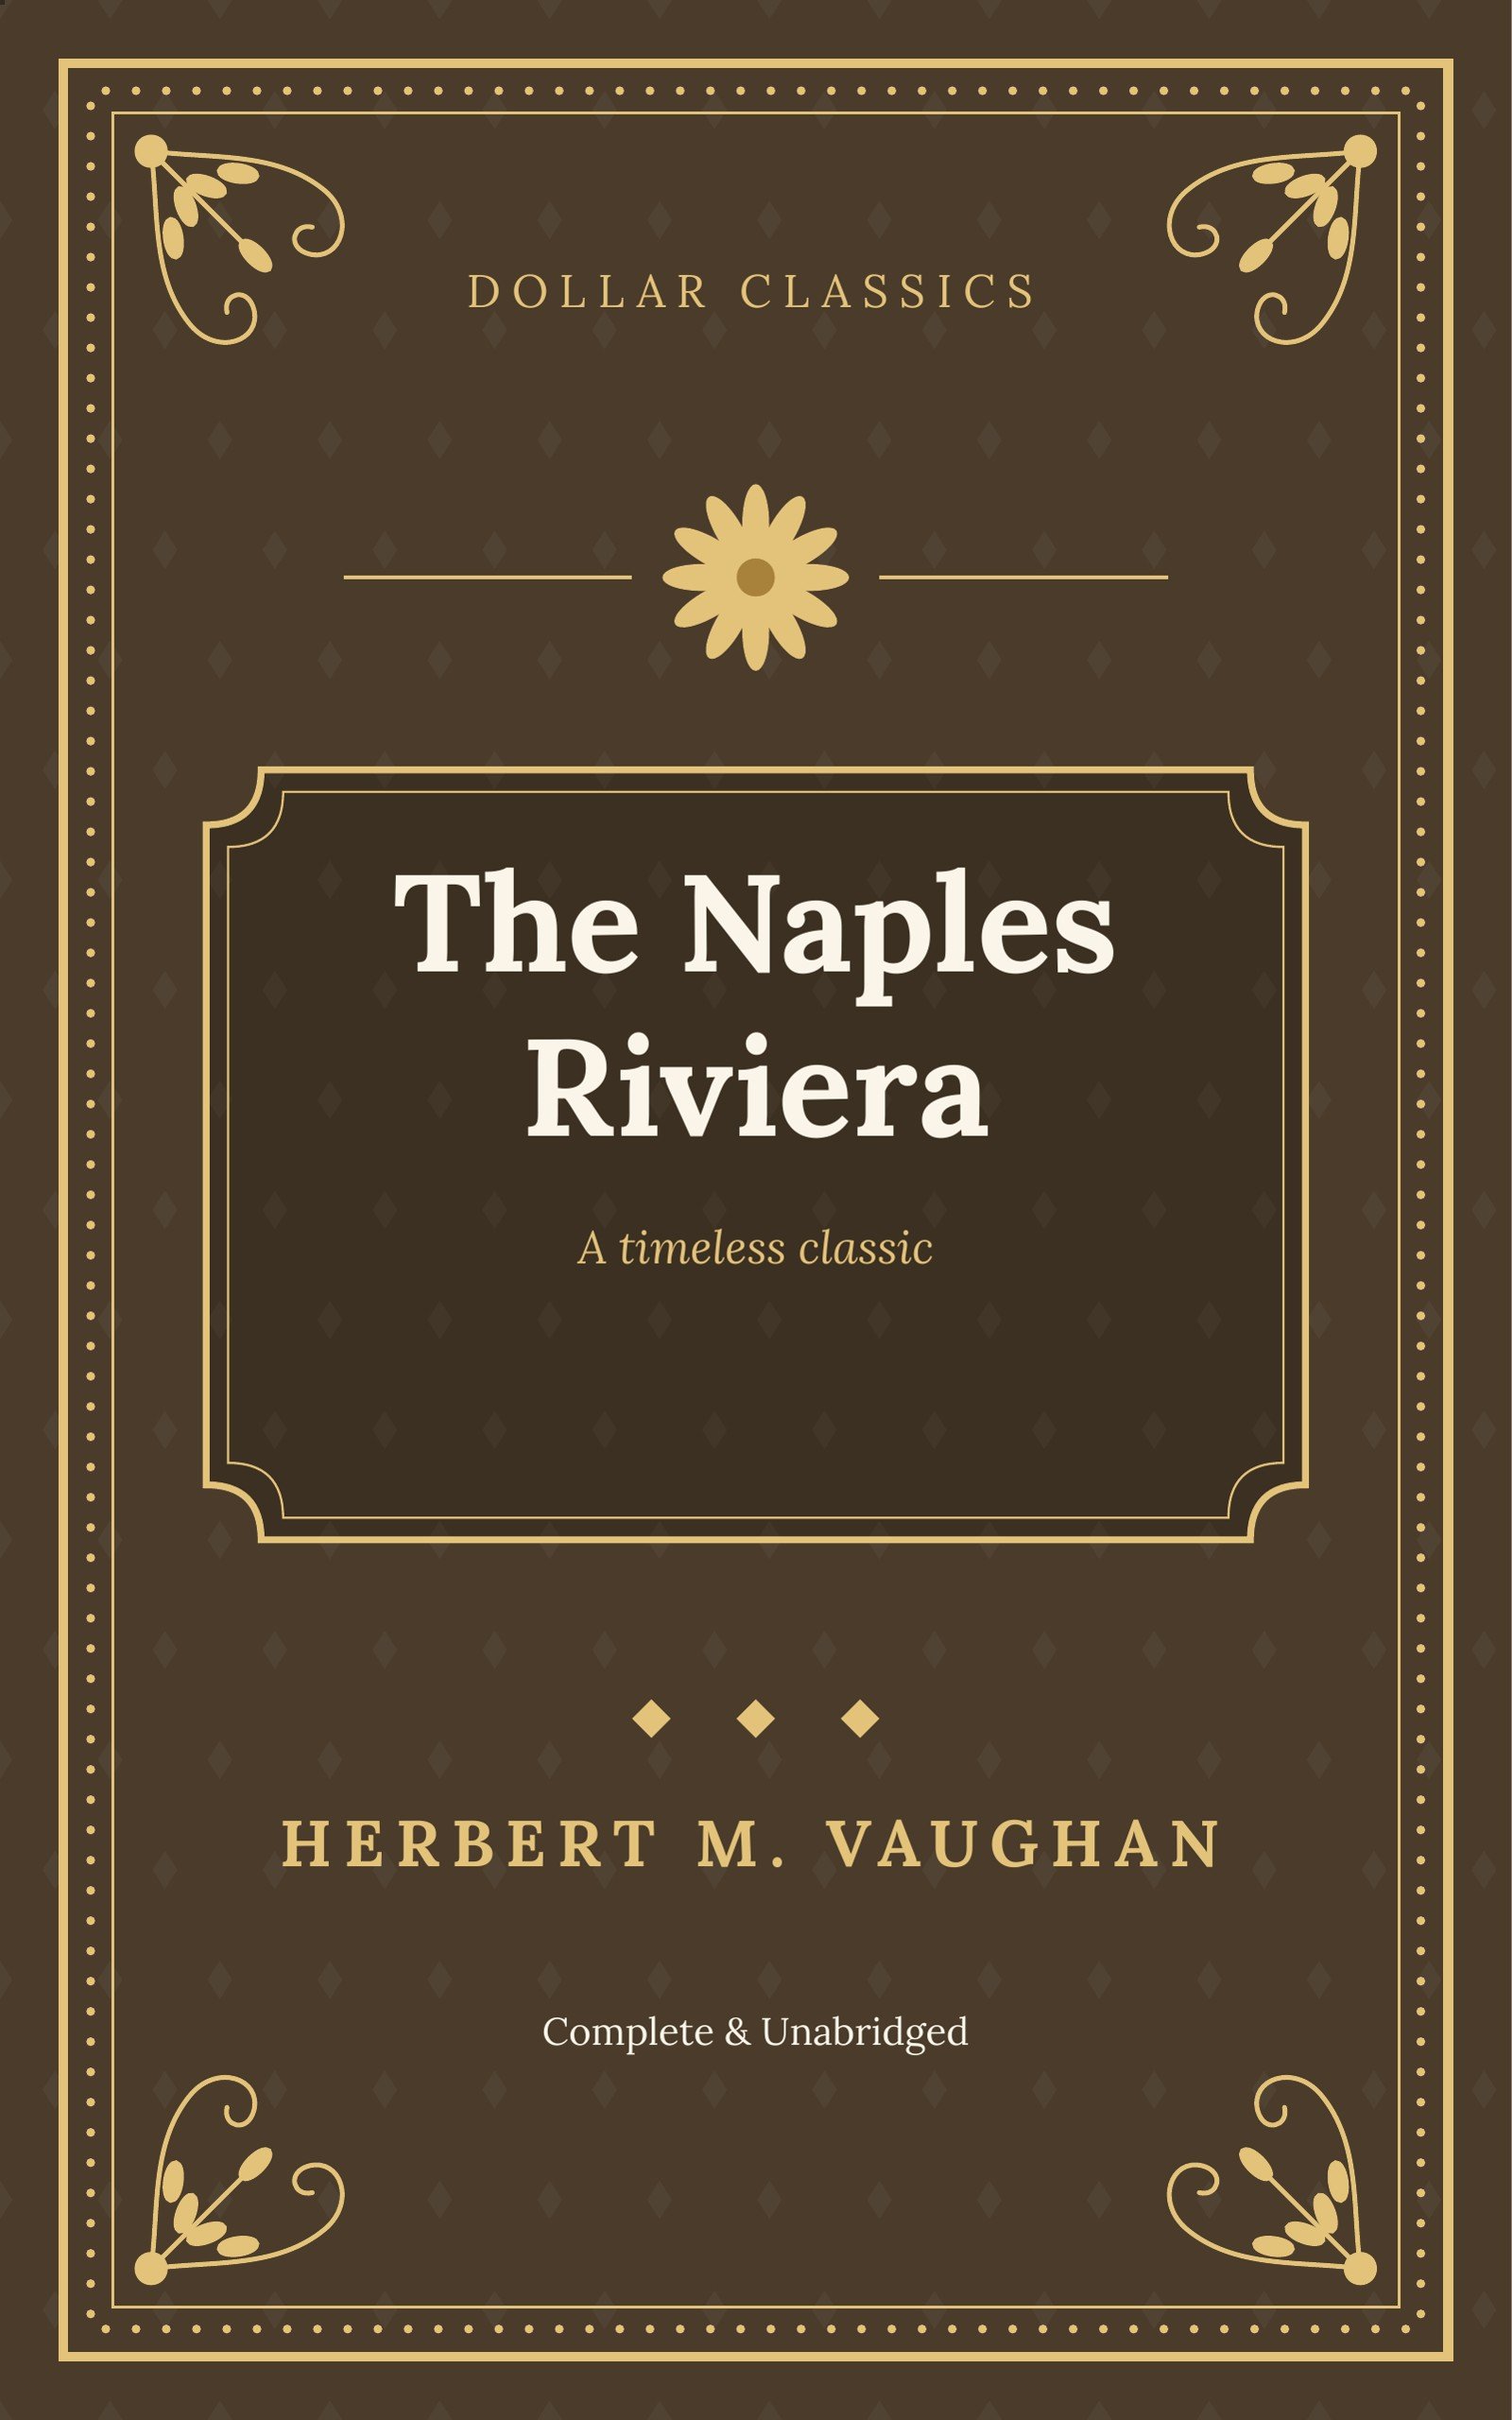 DOLLAR CLASSICS
The Naples
Riviera
A timeless classic
HERBERT M. VAUGHAN
Complete & Unabridged